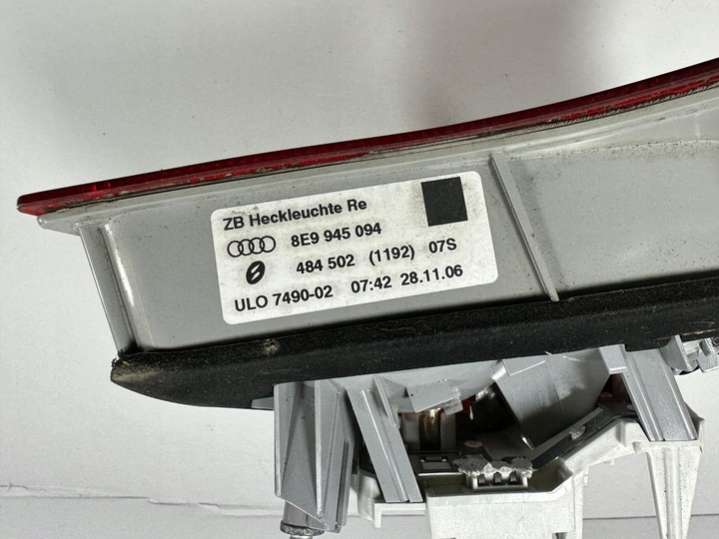 ZB Heckleuchte Re
8E9 945 094
484 502 (1192) 07S
ULO 7490-02 07:42 28.11.06